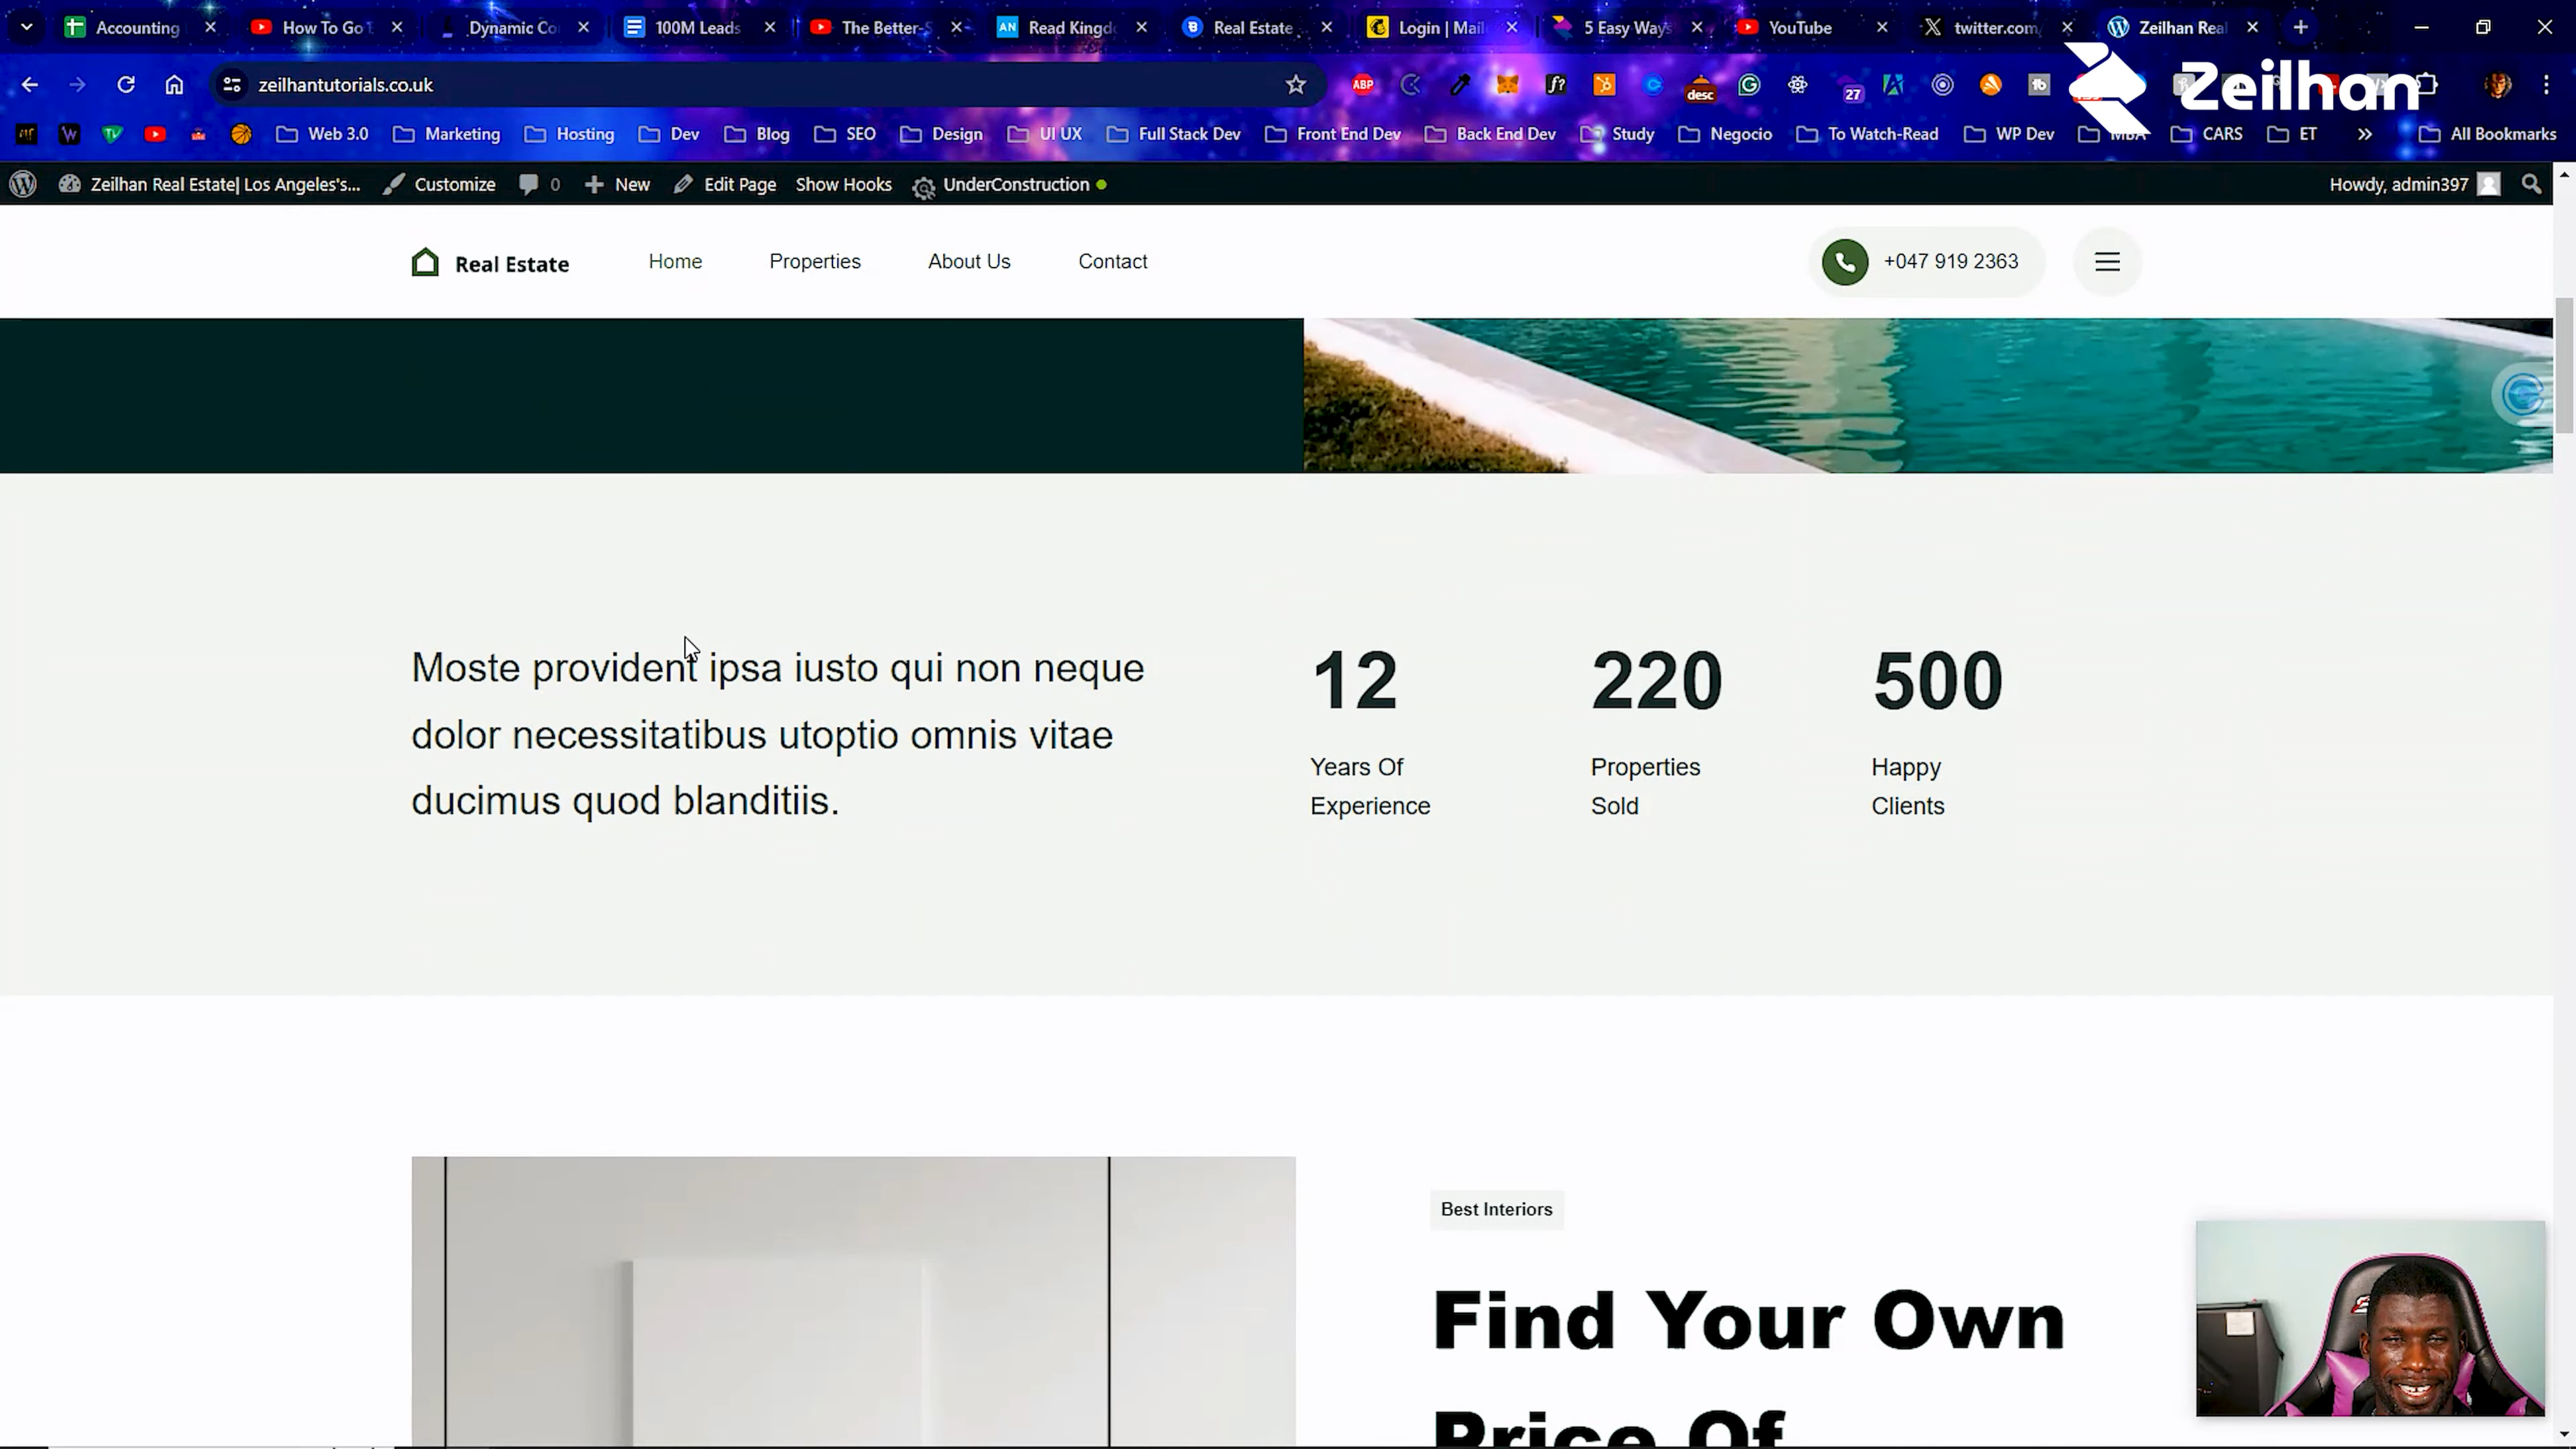 Accounting
How To Go
Dynamic Co
100M Leads
The Better-S
Read Kingd
Real Estate
Login | Mail
5 Easy Ways
YouTube
twitter.com
Zeilhan Real
zeilhantutorials.co.uk
ABP
f?
desc
27
Zeilhan
Web 3.0
Marketing
Hosting
Dev
Blog
SEO
Design
UI UX
Full Stack Dev
Front End Dev
Back End Dev
Study
Negocio
To Watch-Read
WP Dev
MBA
CARS
ET
All Bookmarks
Zeilhan Real Estate| Los Angeles's...
Customize
0
New
Edit Page
Show Hooks
UnderConstruction
Howdy, admin397
Real Estate
Home
Properties
About Us
Contact
+047 919 2363
Moste provident ipsa iusto qui non neque
dolor necessitatibus utoptio omnis vitae
ducimus quod blanditiis.
12
Years Of
Experience
220
Properties
Sold
500
Happy
Clients
Best Interiors
Find Your Own
Price Of